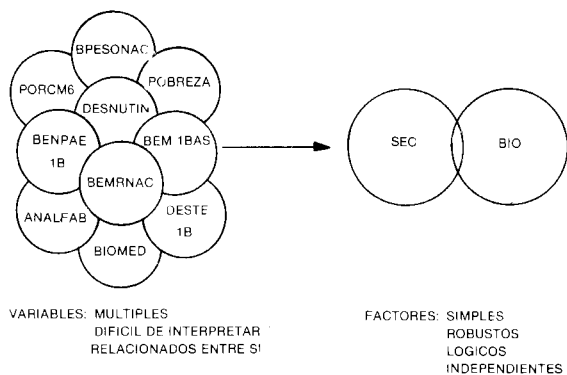 BPESONAC
PORCM6
POBREZA
DESNUTIN
BENPAE
1B
BEM 1BAS
BEMRNAC
ANALFAB
DESTE
1B
BIOMED
SEC
BIO
VARIABLES: MULTIPLES
DIFICIL DE INTERPRETAR
RELACIONADOS ENTRE SI
FACTORES: SIMPLES
ROBUSTOS
LOGICOS
INDEPENDIENTES